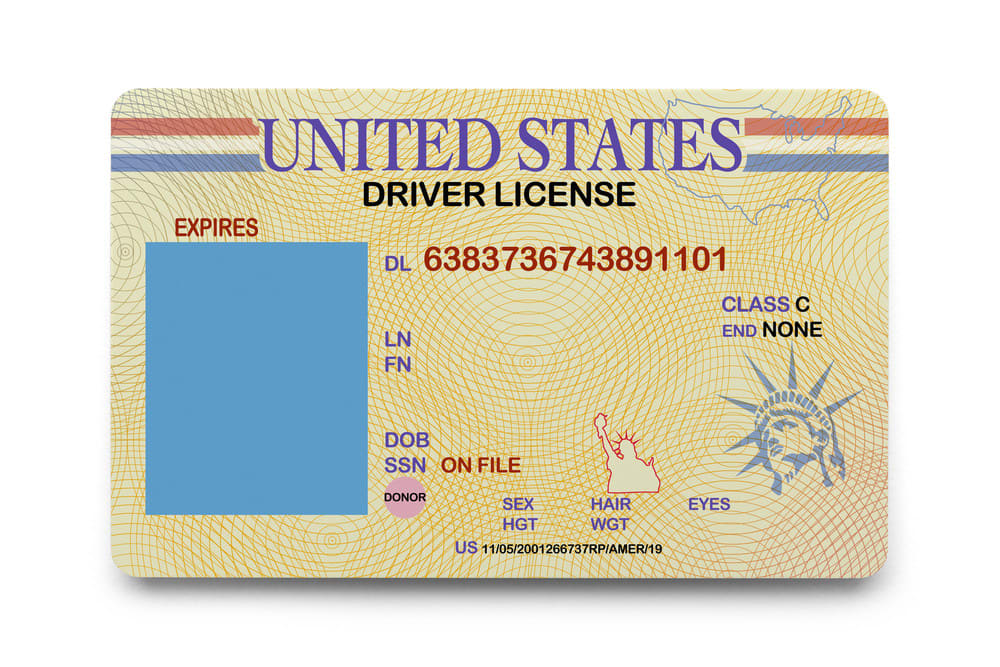 UNITED STATES
DRIVER LICENSE
EXPIRES
DL 6383736743891101
CLASS C
END NONE
LN
FN
DOB
SSN ON FILE
DONOR
SEX HAIR EYES
HGT WGT
US 11/05/2001266737RP/AMER/19